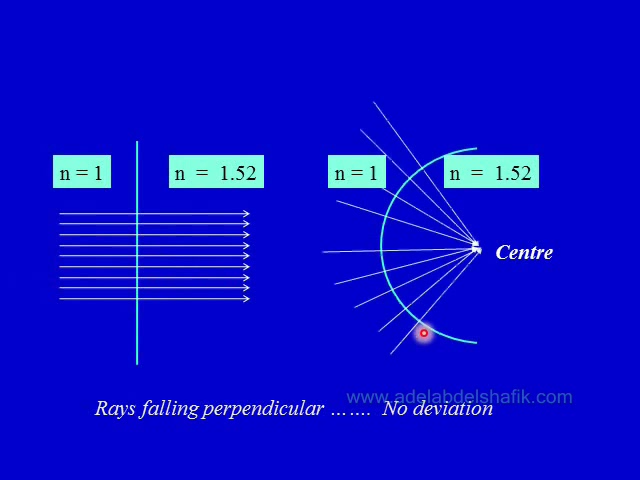 n = 1
n  =  1.52
n = 1
n  =  1.52
Centre
www.adelabdelshafik.com
Rays falling perpendicular …….  No deviation